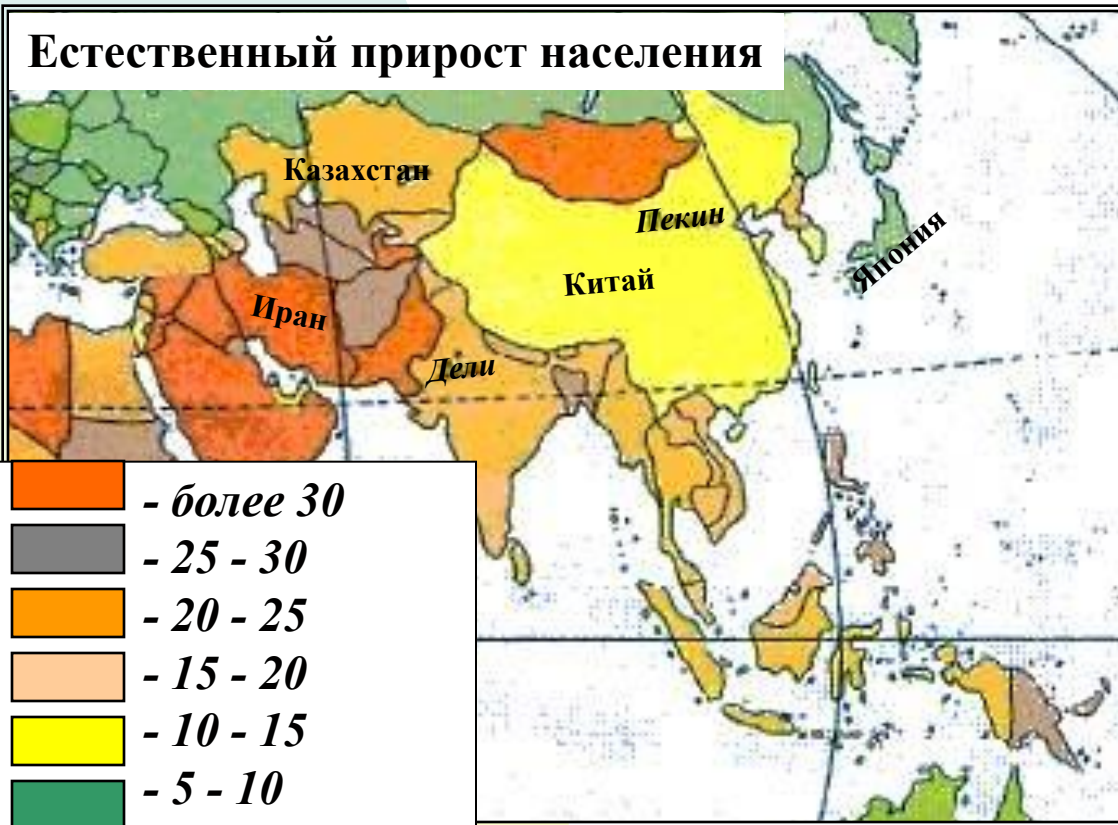 Естественный прирост населения
Казахстан
Пекин
Япония
Китай
Иран
Дели
- более 30
- 25 - 30
- 20 - 25
- 15 - 20
- 10 - 15
- 5 - 10